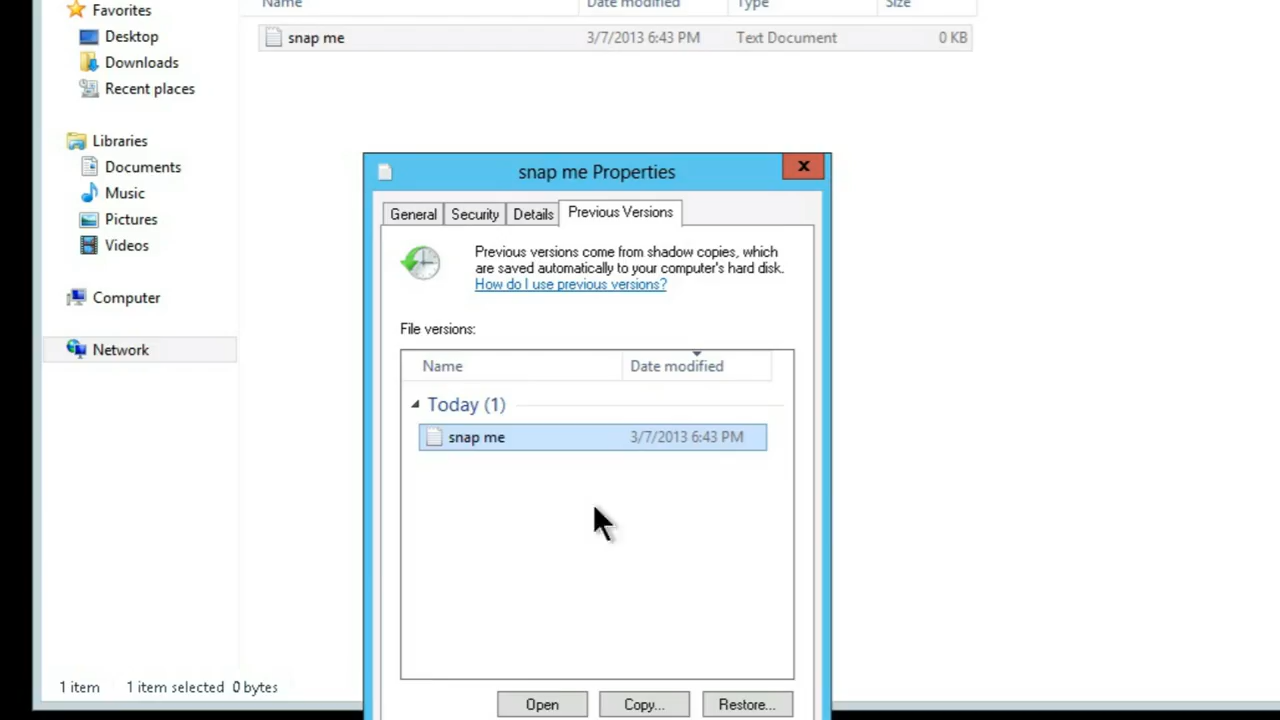 Name Date modified Type Size
Favorites
snap me 3/7/2013 6:43 PM Text Document 0 KB
Desktop
Downloads
Recent places
Libraries
Documents
Music
Pictures
Videos
Computer
Network
snap me Properties
x
General Security Details Previous Versions
Previous versions come from shadow copies, which
are saved automatically to your computer's hard disk.
How do I use previous versions?
File versions:
Name Date modified
Today (1)
snap me 3/7/2013 6:43 PM
1 item 1 item selected 0 bytes
Open Copy... Restore...